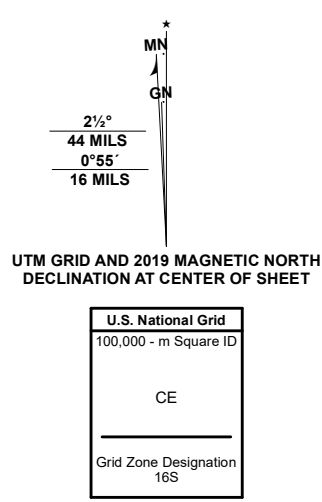 ★
MN
GN
2½°
44 MILS
0°55´
16 MILS
UTM GRID AND 2019 MAGNETIC NORTH
DECLINATION AT CENTER OF SHEET
U.S. National Grid
100,000 - m Square ID
CE
Grid Zone Designation
16S